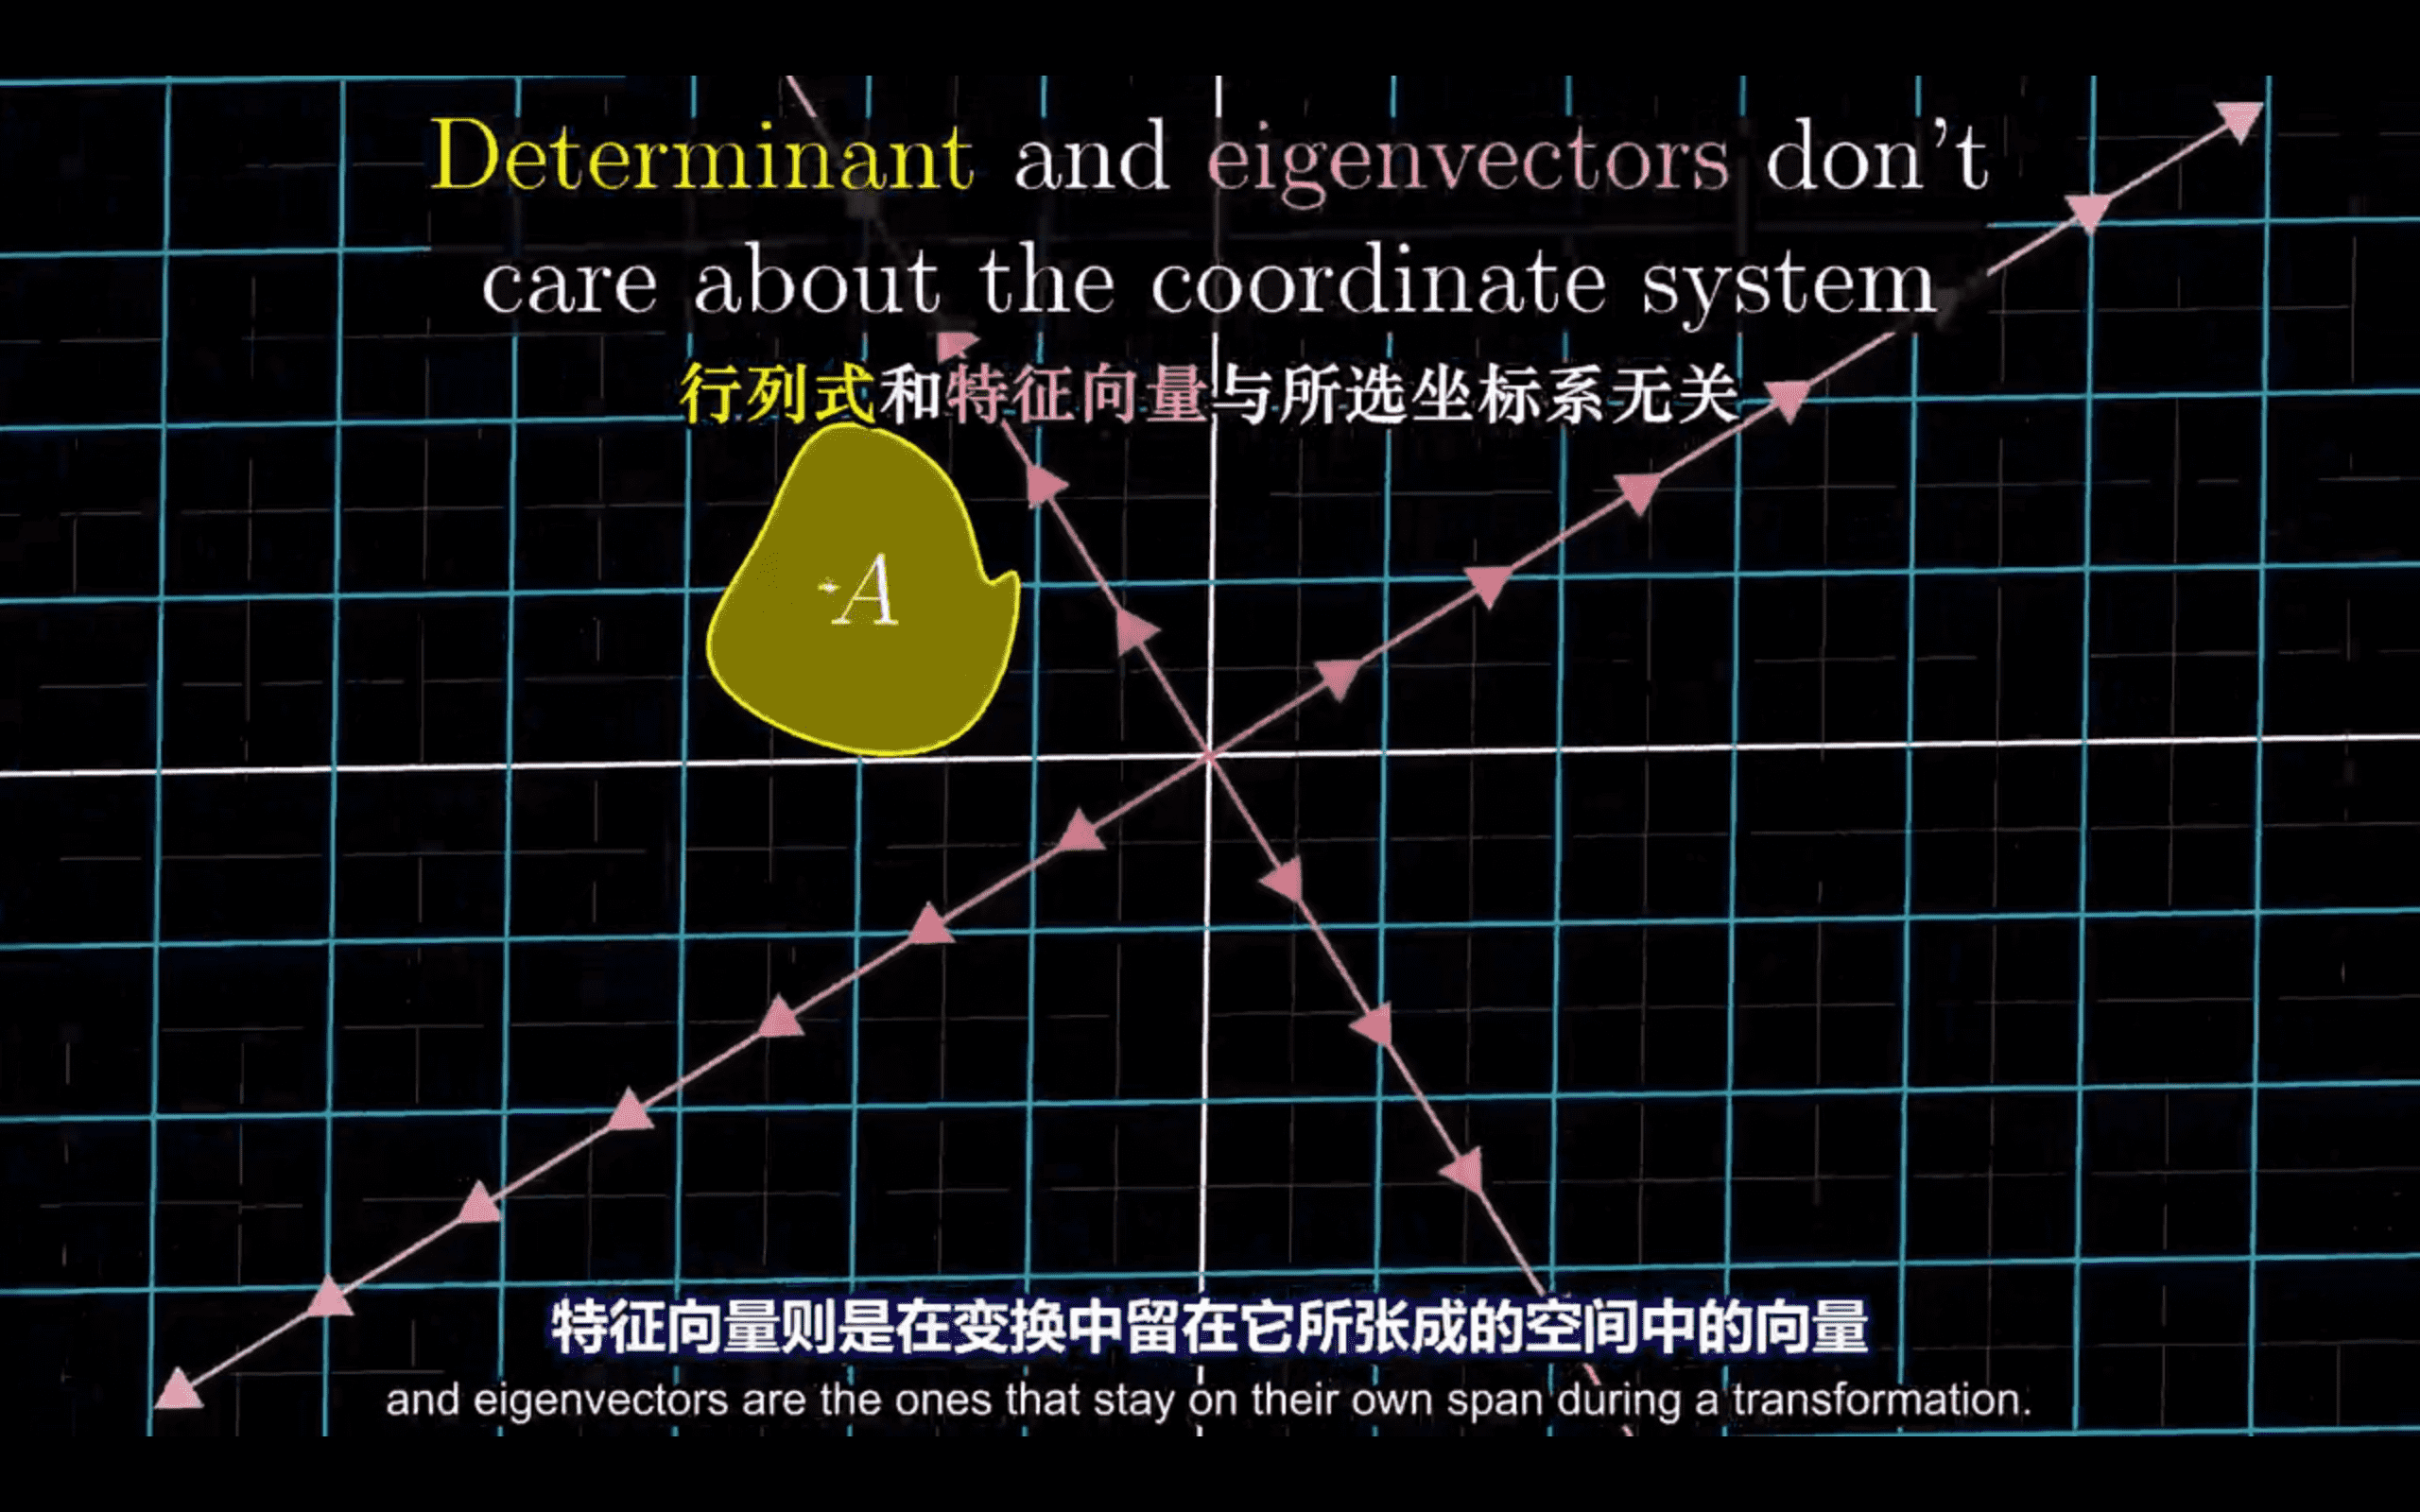 Determinant and eigenvectors don't
care about the coordinate system
行列式和特征向量与所选坐标系无关
A
特征向量则是在变换中留在它所张成的空间中的向量
and eigenvectors are the ones that stay on their own span during a transformation.